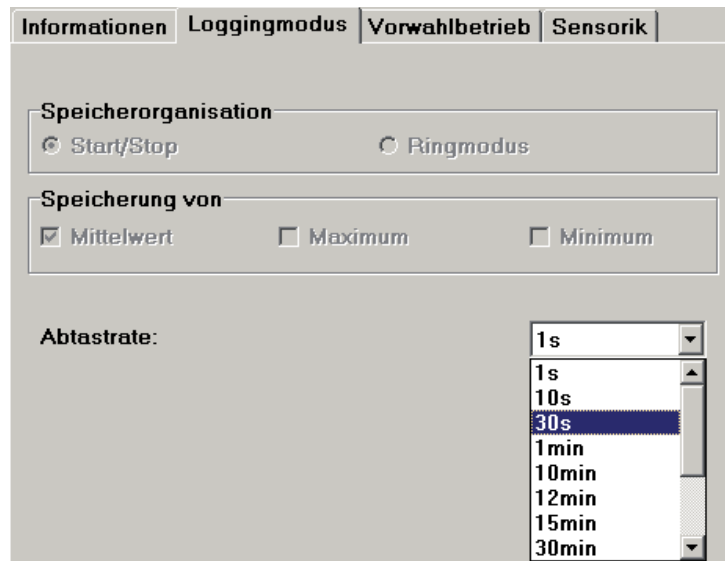 Informationen Loggingmodus Vorwahlbetrieb Sensorik
Speicherorganisation
Start/Stop Ringmodus
Speicherung von
Mittelwert Maximum Minimum
Abtastrate: 1s
1s
10s
30s
1min
10min
12min
15min
30min